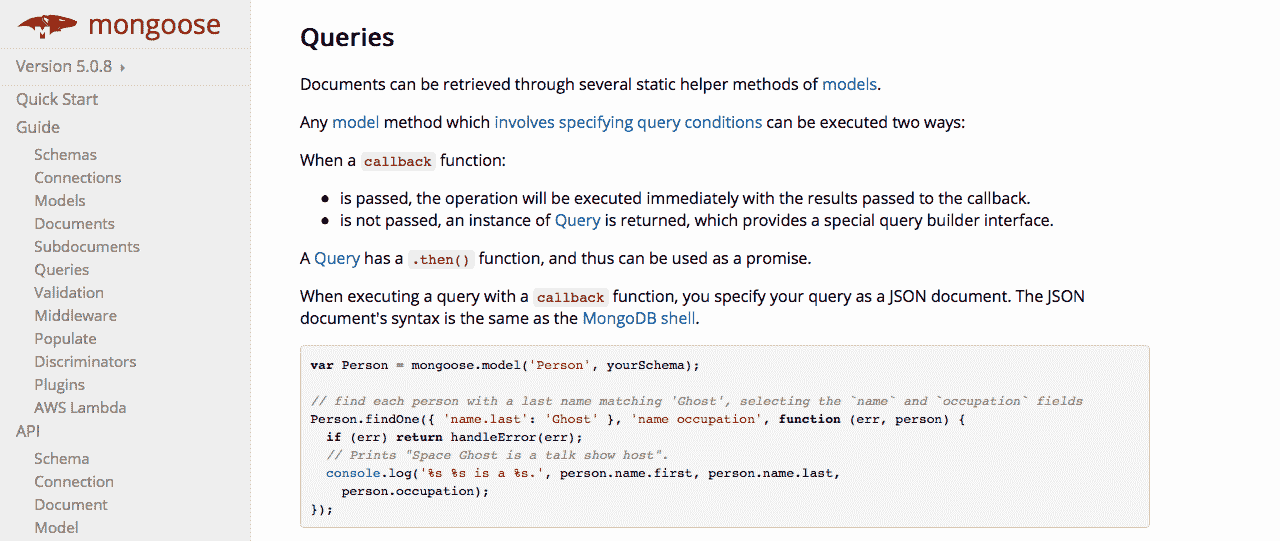 mongoose
Version 5.0.8
Quick Start
Guide
Schemas
Connections
Models
Documents
Subdocuments
Queries
Validation
Middleware
Populate
Discriminators
Plugins
AWS Lambda
API
Schema
Connection
Document
Model
Queries
Documents can be retrieved through several static helper methods of models.
Any model method which involves specifying query conditions can be executed two ways:
When a callback function:
• is passed, the operation will be executed immediately with the results passed to the callback.
• is not passed, an instance of Query is returned, which provides a special query builder interface.
A Query has a .then() function, and thus can be used as a promise.
When executing a query with a callback function, you specify your query as a JSON document. The JSON
document's syntax is the same as the MongoDB shell.
var Person = mongoose.model('Person', yourSchema);
// find each person with a last name matching 'Ghost', selecting the `name` and `occupation` fields
Person.findOne({ 'name.last': 'Ghost' }, 'name occupation', function (err, person) {
  if (err) return handleError(err);
  // Prints "Space Ghost is a talk show host".
  console.log('%s %s is a %s.', person.name.first, person.name.last,
    person.occupation);
});